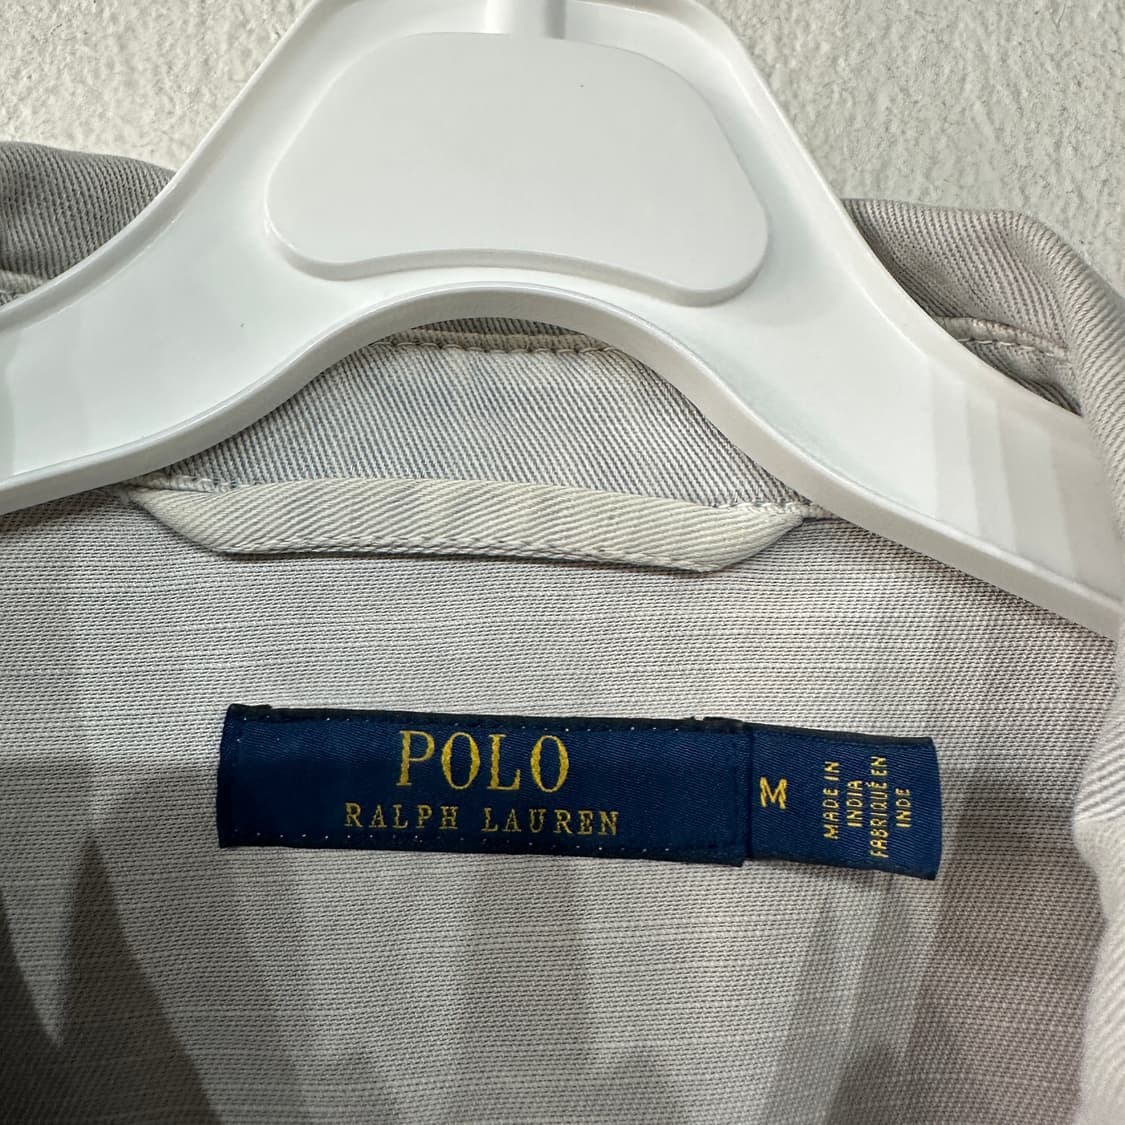 POLO
RALPH LAUREN
M
MADE IN
INDIA
FABRIQUÉ EN
INDE